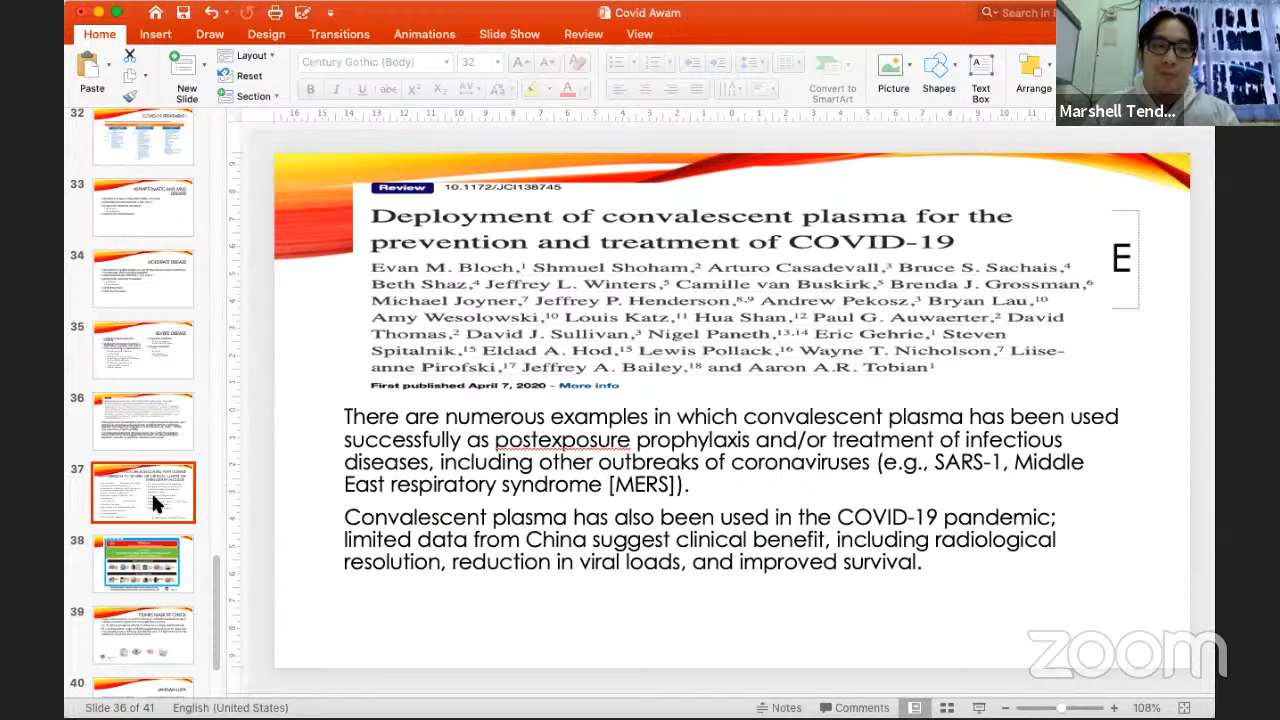 Covid Awam
Search in P
Home Insert Draw Design Transitions Animations Slide Show Review View
Paste
New
Slide
Layout
Reset
Section
Century Gothic (Body)
32
Convert to
SmartArt
Picture
Shapes
Text
Box
Arrange
Marshell Tend...
32
COVID-19 TREATMENT
33
34
MODERATE DISEASE
35
SEVERE DISEASE
36
37
38
39
40
Review 10.1172/JCI138745
Deployment of convalescent plasma for the
prevention and treatment of COVID-19
Evan M. Bloch,¹ Shmuel Shoham,² Arturo Casadevall,³ Bruce S. Sachais,⁴
Beth Shaz,⁴ Jeffrey L. Winters,⁵ Camille van Buskirk,⁵ Brenda J. Grossman,⁶
Michael Joyner,⁷ Jeffrey P. Henderson,⁸,⁹ Andrew Pekosz,³ Bryan Lau,¹⁰
Amy Wesolowski,¹⁰ Louis Katz,¹¹ Hua Shan,¹² Paul G. Auwaerter,² David
Thomas,² David J. Sullivan,³ Nigel Paneth,¹³,¹⁴ Eric Gehrie,¹ Steven
Spitalnik,¹⁵ Eldad A. Hod,¹⁵ Lewis Pollack,¹⁶ Wayne T. Nicholson,⁷ Liise-
anne Pirofski,¹⁷ Jeffrey A. Bailey,¹⁸ and Aaron A.R. Tobian¹
First published April 7, 2020 - More info
E
There are numerous examples in which convalescent plasma has been used
successfully as postexposure prophylaxis and/or treatment of infectious
diseases, including other outbreaks of coronaviruses (e.g., SARS-1, Middle
East respiratory syndrome [MERS]).
Convalescent plasma has also been used in the COVID-19 pandemic;
limited data from China suggest clinical benefit, including radiological
resolution, reduction in viral loads, and improved survival.
zoom
Slide 36 of 41 English (United States) Notes Comments 108%